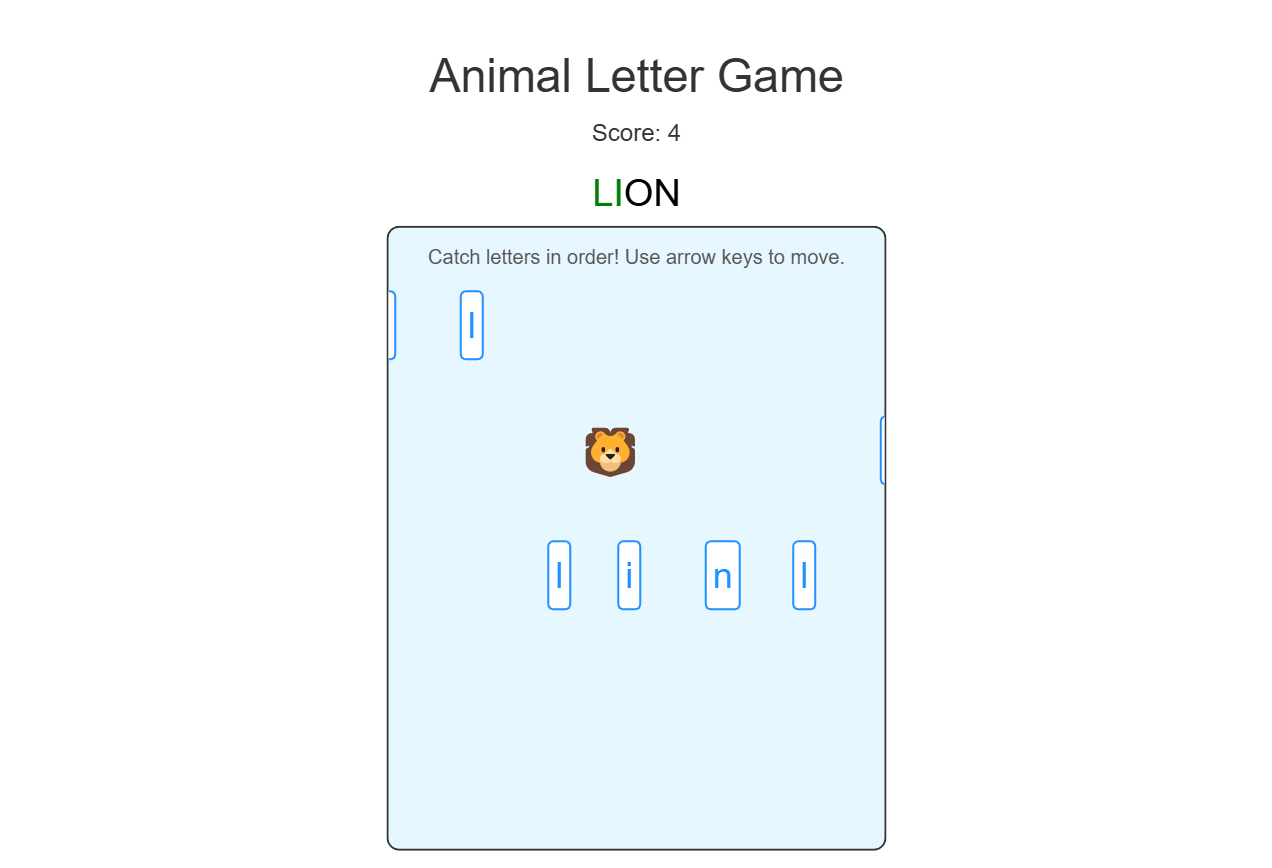 Animal Letter Game
Score: 4
LION
Catch letters in order! Use arrow keys to move.
l
l i n l